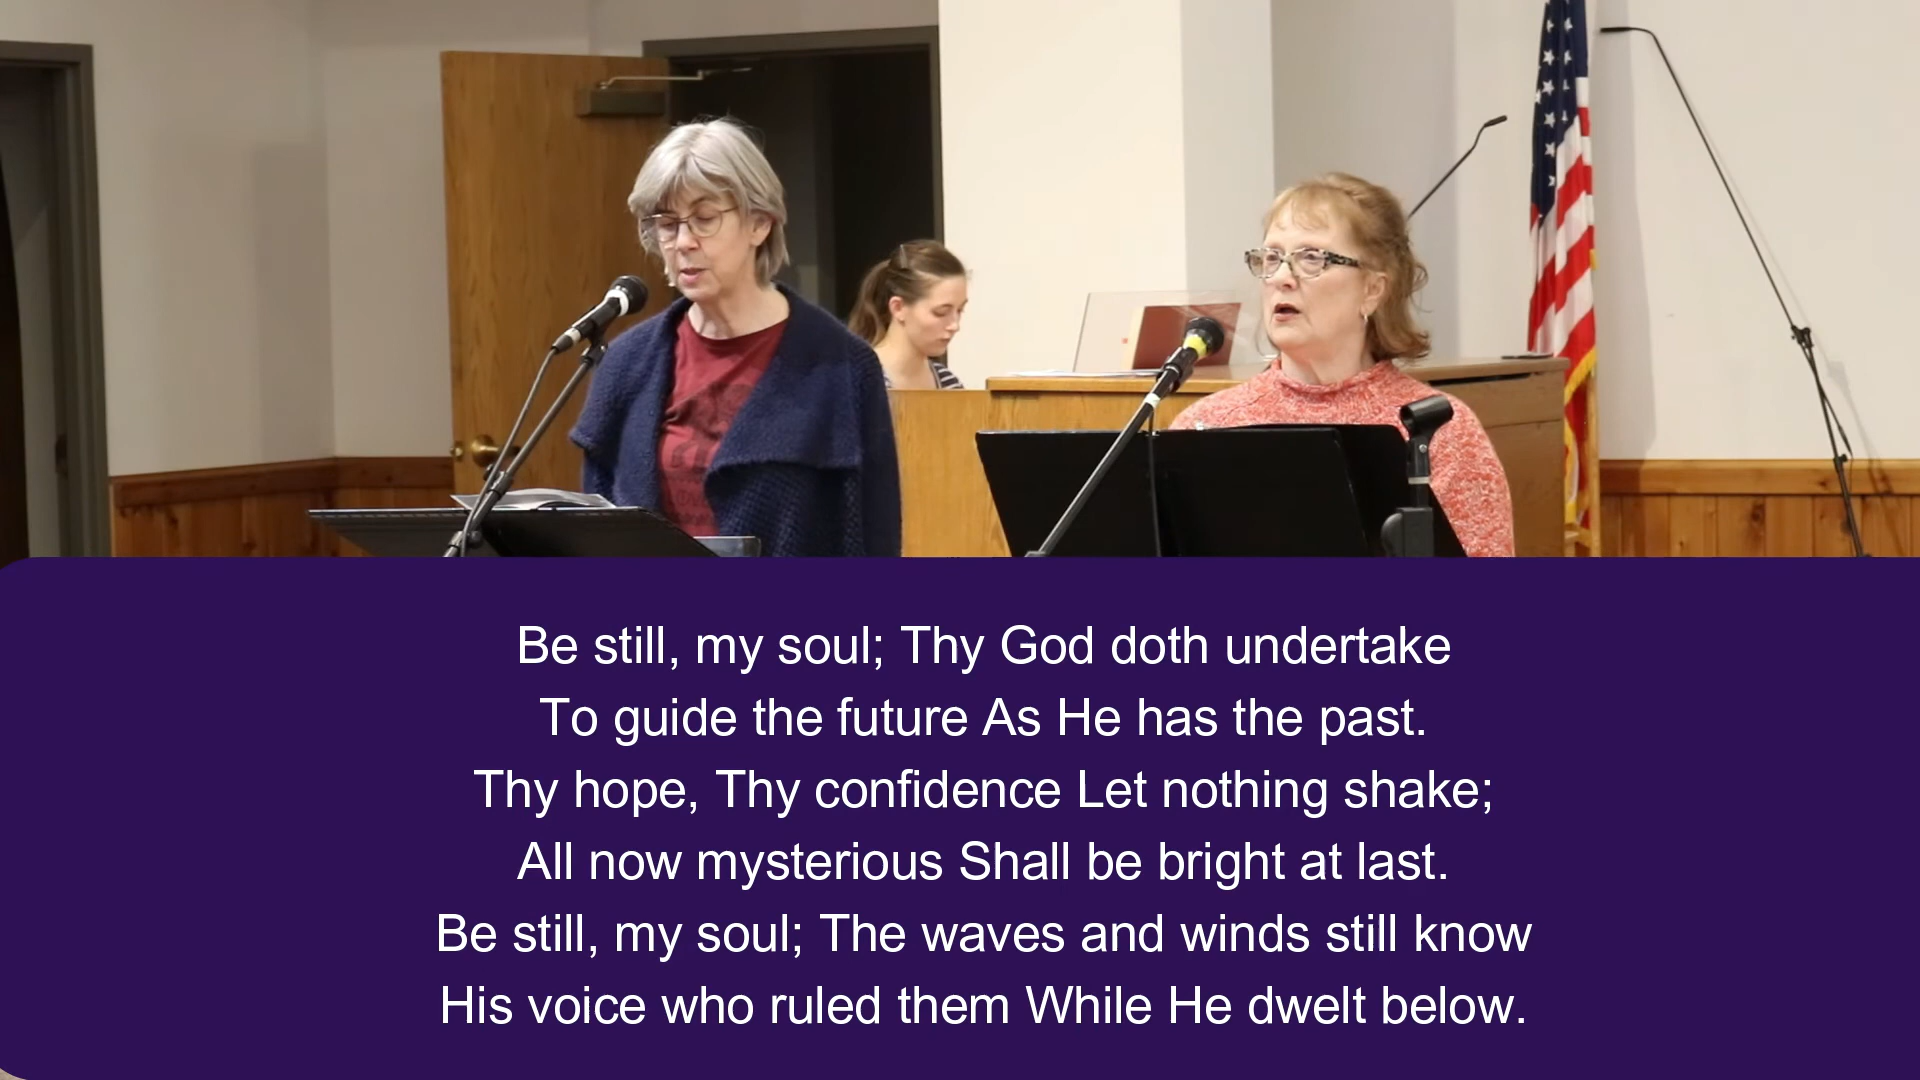 Be still, my soul; Thy God doth undertake
To guide the future As He has the past.
Thy hope, Thy confidence Let nothing shake;
All now mysterious Shall be bright at last.
Be still, my soul; The waves and winds still know
His voice who ruled them While He dwelt below.